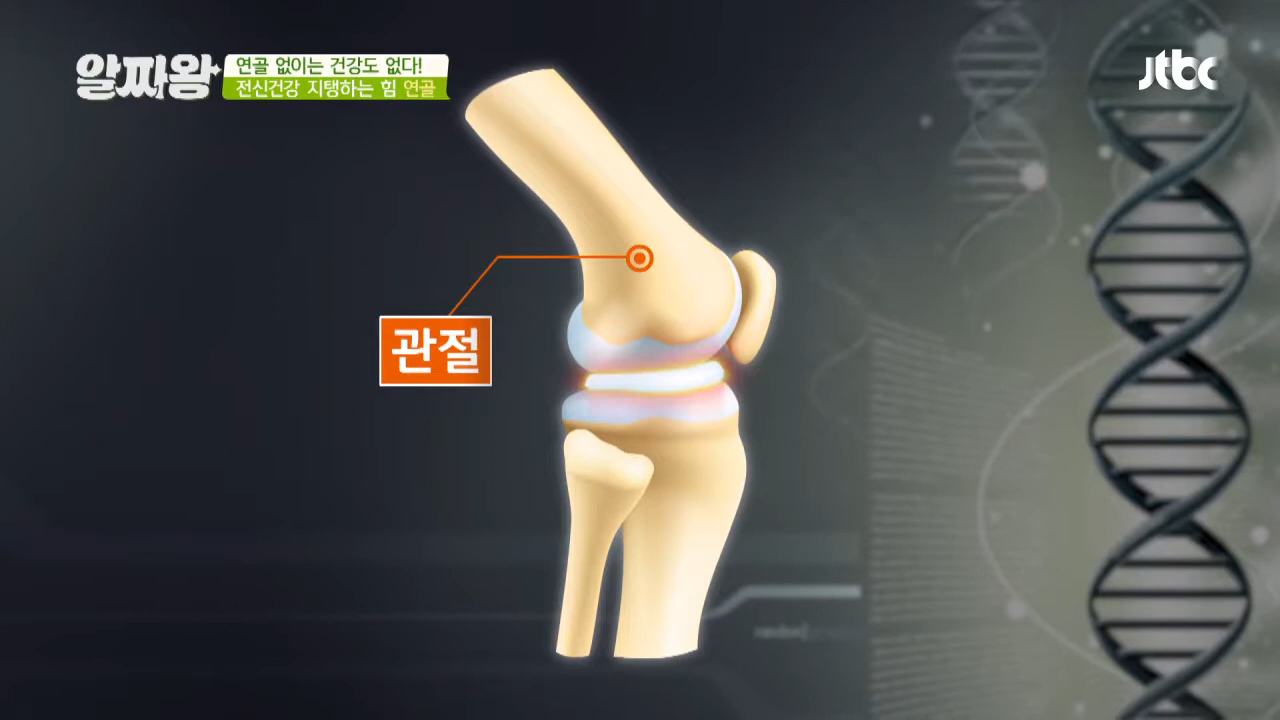 알짜왕
연골 없이는 건강도 없다!
전신건강 지탱하는 힘 연골
jtbc
관절